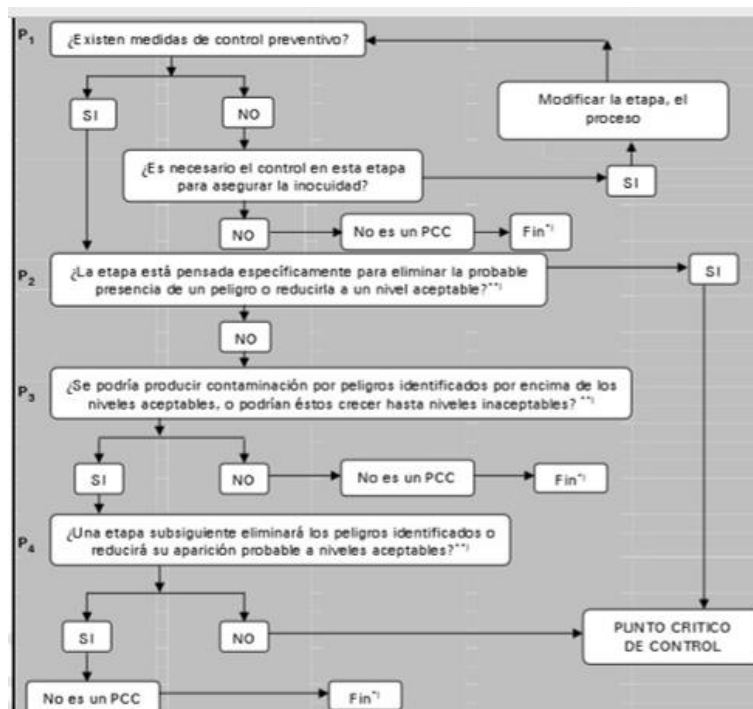 P1
¿Existen medidas de control preventivo?
Modificar la etapa, el
proceso
SI
NO
¿Es necesario el control en esta etapa
para asegurar la inocuidad?
SI
NO
No es un PCC
Fin*)
P2
¿La etapa está pensada específicamente para eliminar la probable
presencia de un peligro o reducirla a un nivel aceptable?**)
SI
NO
P3
¿Se podría producir contaminación por peligros identificados por encima de los
niveles aceptables, o podrían éstos crecer hasta niveles inaceptables? **)
SI
NO
No es un PCC
Fin*)
P4
¿Una etapa subsiguiente eliminará los peligros identificados o
reducirá su aparición probable a niveles aceptables?**)
SI
NO
PUNTO CRITICO
DE CONTROL
No es un PCC
Fin*)